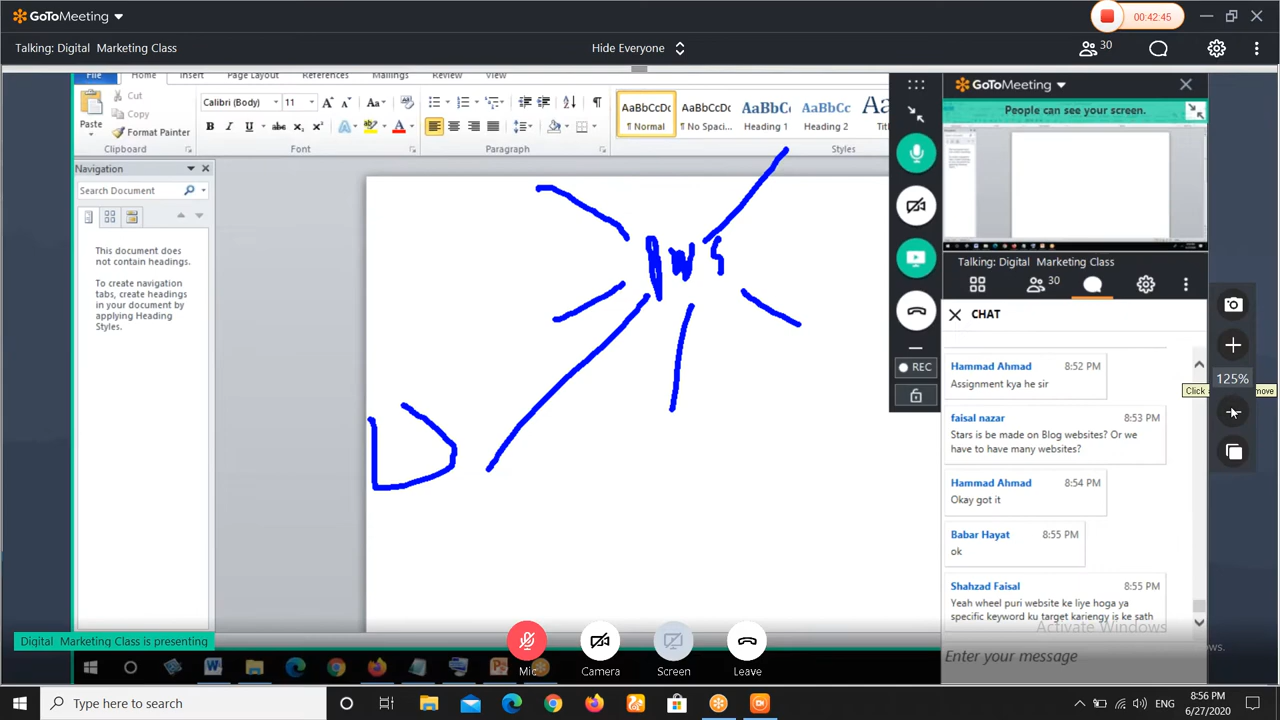 GoToMeeting
00:42:45
Talking: Digital Marketing Class
Hide Everyone
30
File Home Insert Page Layout References Mailings Review View
Paste
Cut
Copy
Format Painter
Clipboard
Calibri (Body) 11
Font
Paragraph
AaBbCcDc
¶ Normal
AaBbCcDc
¶ No Spaci...
AaBbC
Heading 1
AaBbCc
Heading 2
Styles
Navigation
Search Document
This document does
not contain headings.
To create navigation
tabs, create headings
in your document by
applying Heading
Styles.
D
REC
GoToMeeting
People can see your screen.
Talking: Digital Marketing Class
30
CHAT
Hammad Ahmad 8:52 PM
Assignment kya he sir
faisal nazar 8:53 PM
Stars is be made on Blog websites? Or we
have to have many websites?
Hammad Ahmad 8:54 PM
Okay got it
Babar Hayat 8:55 PM
ok
Shahzad Faisal 8:55 PM
Yeah wheel puri website ke liye hoga ya
specific keyword ku target kariengy is ke sath
Activate Windows
Enter your message
125%
Digital Marketing Class is presenting
Mic
Camera
Screen
Leave
Type here to search
ENG
8:56 PM
6/27/2020